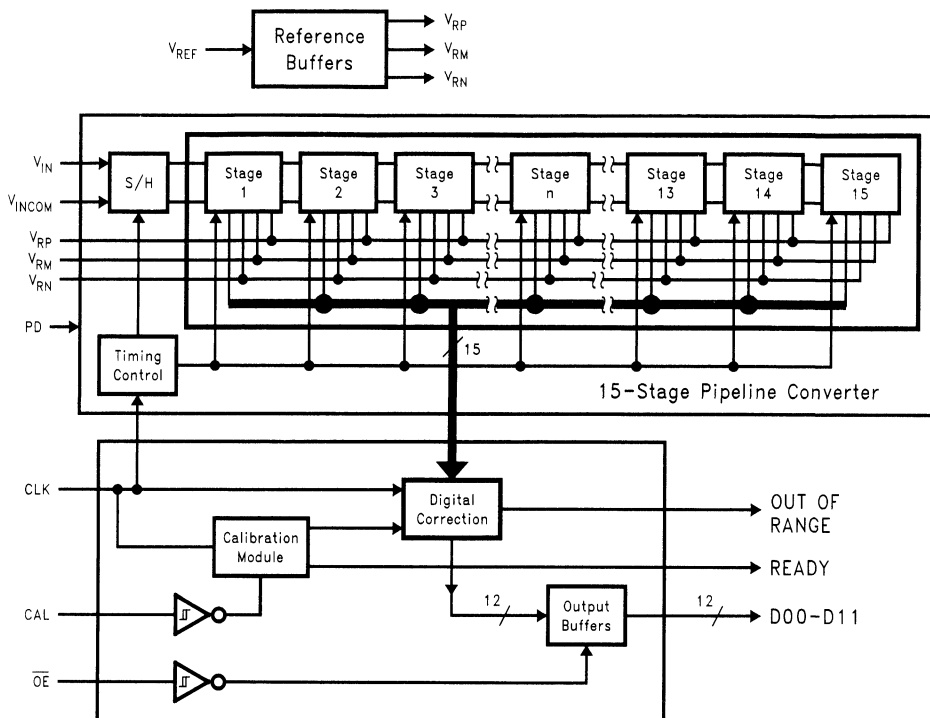 V_REF
Reference
Buffers
V_RP
V_RM
V_RN
V_IN
V_INCOM
V_RP
V_RM
V_RN
PD
S/H
Stage
1
Stage
2
Stage
3
Stage
n
Stage
13
Stage
14
Stage
15
Timing
Control
15
15-Stage Pipeline Converter
CLK
Digital
Correction
OUT OF
RANGE
Calibration
Module
READY
CAL
12
Output
Buffers
12
D00-D11
O̅E̅